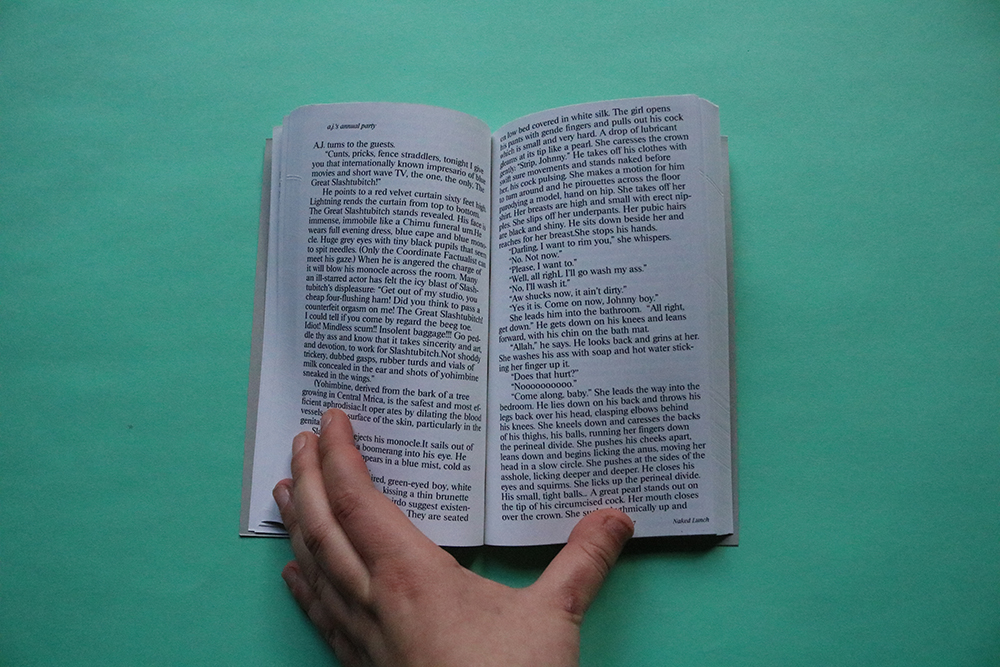 a.j.'s annual party
A.J. turns to the guests.
"Cunts, pricks, fence straddlers, tonight I give
you that internationally known impresario of blue
movies and short wave TV, the one, the only, The
Great Slashtubitch!"
He points to a red velvet curtain sixty feet high.
Lightning rends the curtain from top to bottom.
The Great Slashtubitch stands revealed. His face is
immense, immobile like a Chimu funeral urn.He
wears full evening dress, blue cape and blue mono-
cle. Huge grey eyes with tiny black pupils that seem
to spit needles. (Only the Coordinate Factualist can
meet his gaze.) When he is angered the charge of
it will blow his monocle across the room. Many
an ill-starred actor has felt the icy blast of Slash-
tubitch's displeasure: "Get out of my studio, you
cheap four-flushing ham! Did you think to pass a
counterfeit orgasm on me! The Great Slashtubitch!
I could tell if you come by regard the beeg toe.
Idiot! Mindless scum!! Insolent baggage!!! Go ped-
dle thy ass and know that it takes sincerity and art,
and devotion, to work for Slashtubitch.Not shoddy
trickery, dubbed gasps, rubber turds and vials of
milk concealed in the ear and shots of yohimbine
sneaked in the wings."
(Yohimbine, derived from the bark of a tree
growing in Central Mrica, is the safest and most ef-
ficient aphrodisiac.It oper ates by dilating the blood
vessels surface of the skin, particularly in the
genital
ejects his monocle.It sails out of
a boomerang into his eye. He
appears in a blue mist, cold as
green-eyed boy, white
kissing a thin brunette
suggest existen-
They are seated
on low bed covered in white silk. The girl opens
his pants with gende fingers and pulls out his cock
which is small and very hard. A drop of lubricant
gleams at its tip like a pearl. She caresses the crown
gently: "Strip, Johnny." He takes off his clothes with
swift sure movements and stands naked before
her, his cock pulsing. She makes a motion for him
to turn around and he pirouettes across the floor
parodying a model, hand on hip. She takes off her
shirt. Her breasts are high and small with erect nip-
ples. She slips off her underpants. Her pubic hairs
are black and shiny. He sits down beside her and
reaches for her breast.She stops his hands.
"Darling, I want to rim you," she whispers.
"No. Not now."
"Please, I want to."
"Well, all righL I'll go wash my ass."
"No, I'll wash it."
"Aw shucks now, it ain't dirty."
"Yes it is. Come on now, Johnny boy."
She leads him into the bathroom. "All right,
get down." He gets down on his knees and leans
forward, with his chin on the bath mat.
"Allah," he says. He looks back and grins at her.
She washes his ass with soap and hot water stick-
ing her finger up it.
"Does that hurt?"
"Nooooooooo."
"Come along, baby." She leads the way into the
bedroom. He lies down on his back and throws his
legs back over his head, clasping elbows behind
his knees. She kneels down and caresses the backs
of his thighs, his balls, running her fingers down
the perineal divide. She pushes his cheeks apart,
leans down and begins licking the anus, moving her
head in a slow circle. She pushes at the sides of the
asshole, licking deeper and deeper. He closes his
eyes and squirms. She licks up the perineal divide.
His small, tight balls... A great pearl stands out on
the tip of his circumcised cock. Her mouth closes
over the crown. She rhythmically up and
Naked Lunch